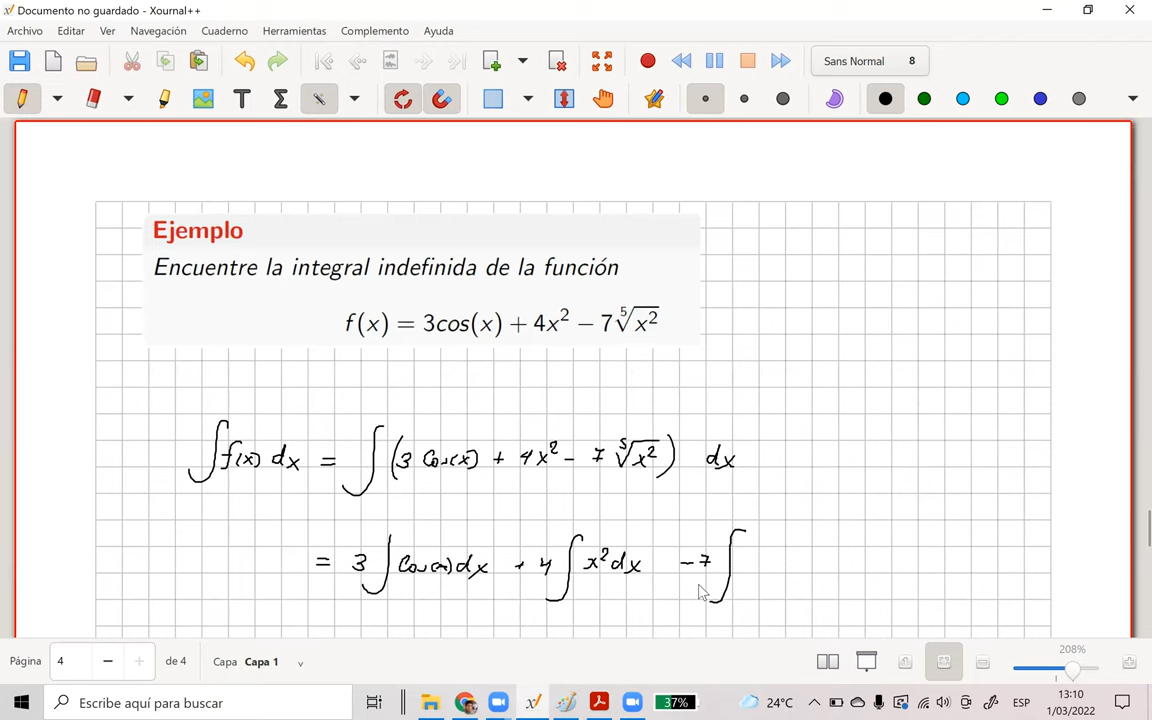 Documento no guardado - Xournal++
Archivo Editar Ver Navegación Cuaderno Herramientas Complemento Ayuda
Sans Normal 8
Ejemplo
Encuentre la integral indefinida de la función
f(x) = 3cos(x) + 4x² − 7⁵√x²
∫f(x) dx = ∫(3 Cos(x) + 4x² − 7 ⁵√x²) dx
= 3∫Cos(x)dx + 4∫x²dx −7∫
Página 4 de 4 Capa Capa 1 208%
Escribe aquí para buscar 37% 24°C ESP 13:10
1/03/2022